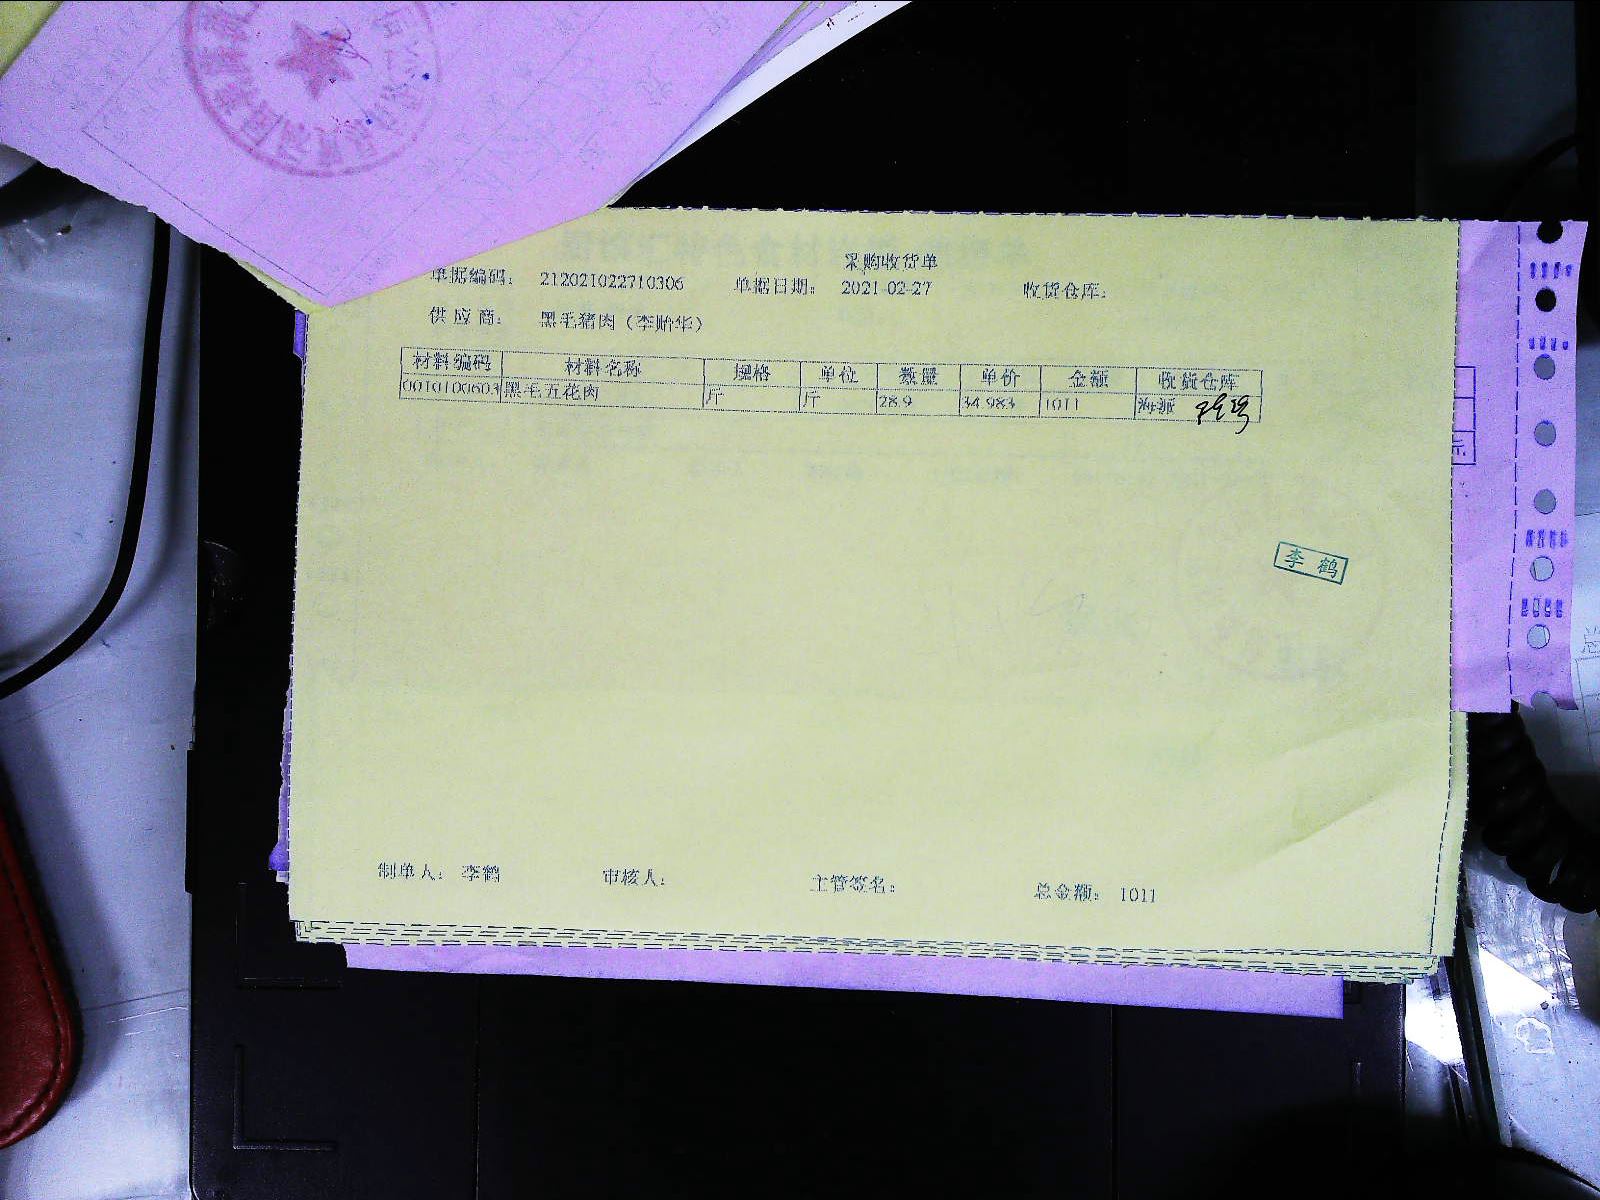 采购收货单
单据编码： 212021022710306 单据日期： 2021-02-27 收货仓库：
供应商： 黑毛猪肉（李贻华）
材料编码 材料名称 规格 单位 数量 单价 金额 收货仓库
0010100603 黑毛五花肉 斤 斤 28.9 34.983 1011
李鹤
制单人： 李鹤 审核人： 主管签名： 总金额： 1011